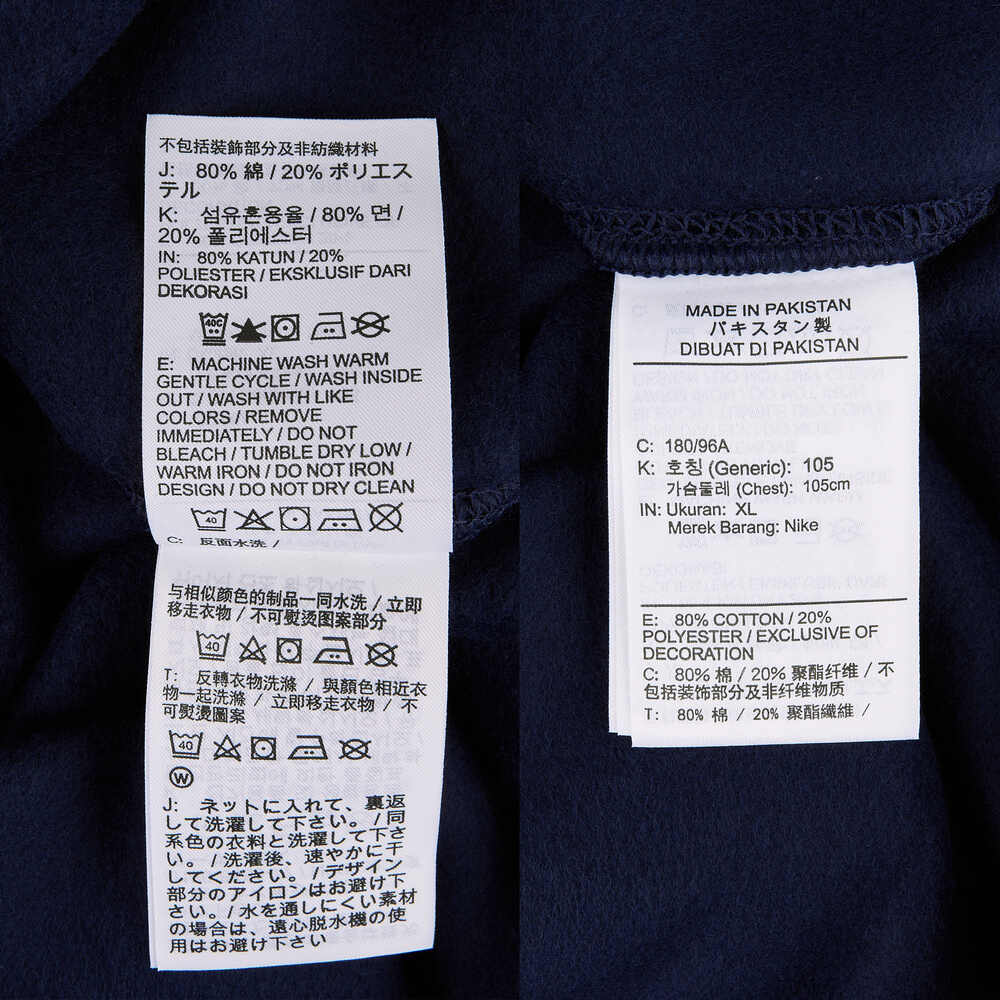 不包括装飾部分及非紡織材料
J: 80% 綿 / 20% ポリエス
テル
K: 섬유혼용율 / 80% 면 /
20% 폴리에스터
IN: 80% KATUN / 20%
POLIESTER / EKSKLUSIF DARI
DEKORASI
40C
E: MACHINE WASH WARM
GENTLE CYCLE / WASH INSIDE
OUT / WASH WITH LIKE
COLORS / REMOVE
IMMEDIATELY / DO NOT
BLEACH / TUMBLE DRY LOW /
WARM IRON / DO NOT IRON
DESIGN / DO NOT DRY CLEAN
40
C: 反面水洗 /
与相似颜色的制品一同水洗 / 立即
移走衣物 / 不可熨烫图案部分
40
T: 反轉衣物洗滌 / 與顏色相近衣
物一起洗滌 / 立即移走衣物 / 不
可熨燙圖案
40
W
J: ネットに入れて、裏返
して洗濯して下さい。/ 同
系色の衣料と洗濯して下さ
い。/ 洗濯後、速やかに干
してください。/ デザイン
部分のアイロンはお避け下
さい。/ 水を通しにくい素材
の場合は、遠心脱水機の使
用はお避け下さい
MADE IN PAKISTAN
パキスタン製
DIBUAT DI PAKISTAN
C: 180/96A
K: 호칭 (Generic): 105
가슴둘레 (Chest): 105cm
IN: Ukuran: XL
Merek Barang: Nike
E: 80% COTTON / 20%
POLYESTER / EXCLUSIVE OF
DECORATION
C: 80% 棉 / 20% 聚酯纤维 / 不
包括装饰部分及非纤维物质
T: 80% 棉 / 20% 聚酯纖維 /